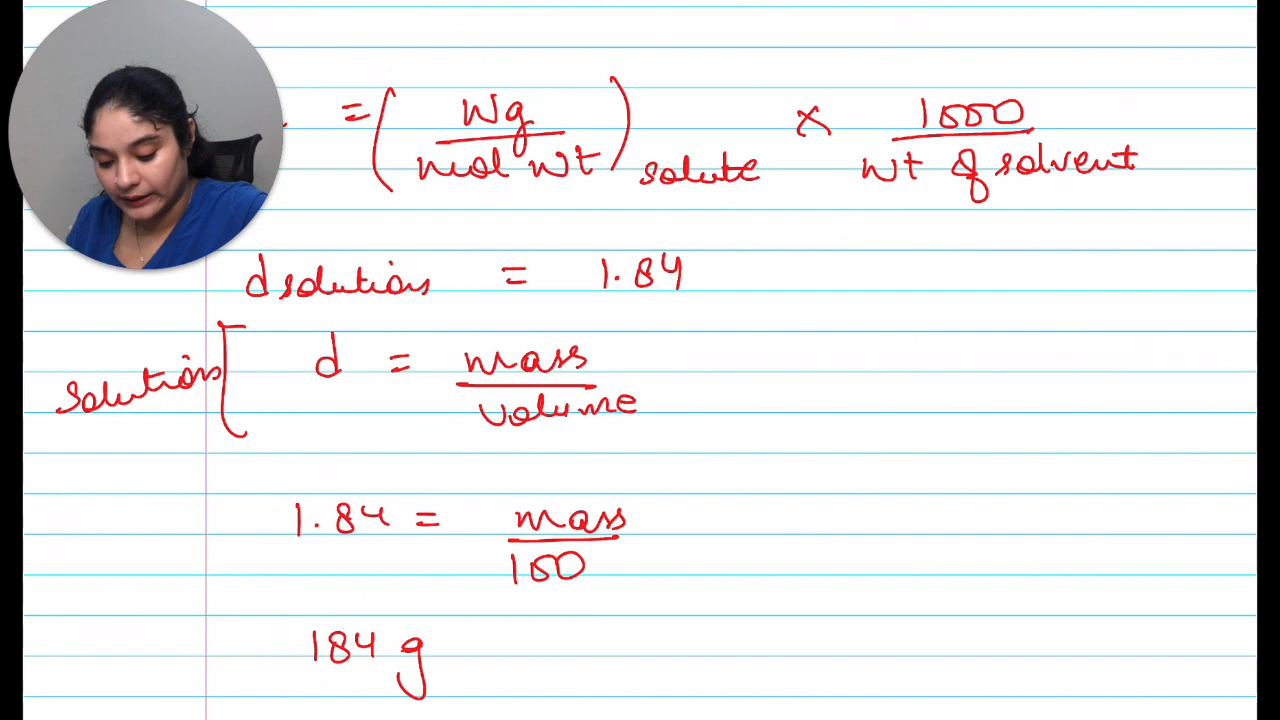 = ( Wg / mol Wt ) solute × 1000 / Wt of solvent
d solution = 1.84
solution [ d = mass / volume
1.84 = mass / 100
184 g